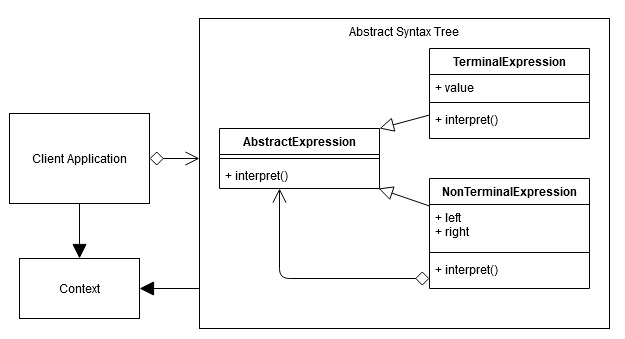 Abstract Syntax Tree
TerminalExpression
+ value
+ interpret()
Client Application
AbstractExpression
+ interpret()
NonTerminalExpression
+ left
+ right
+ interpret()
Context